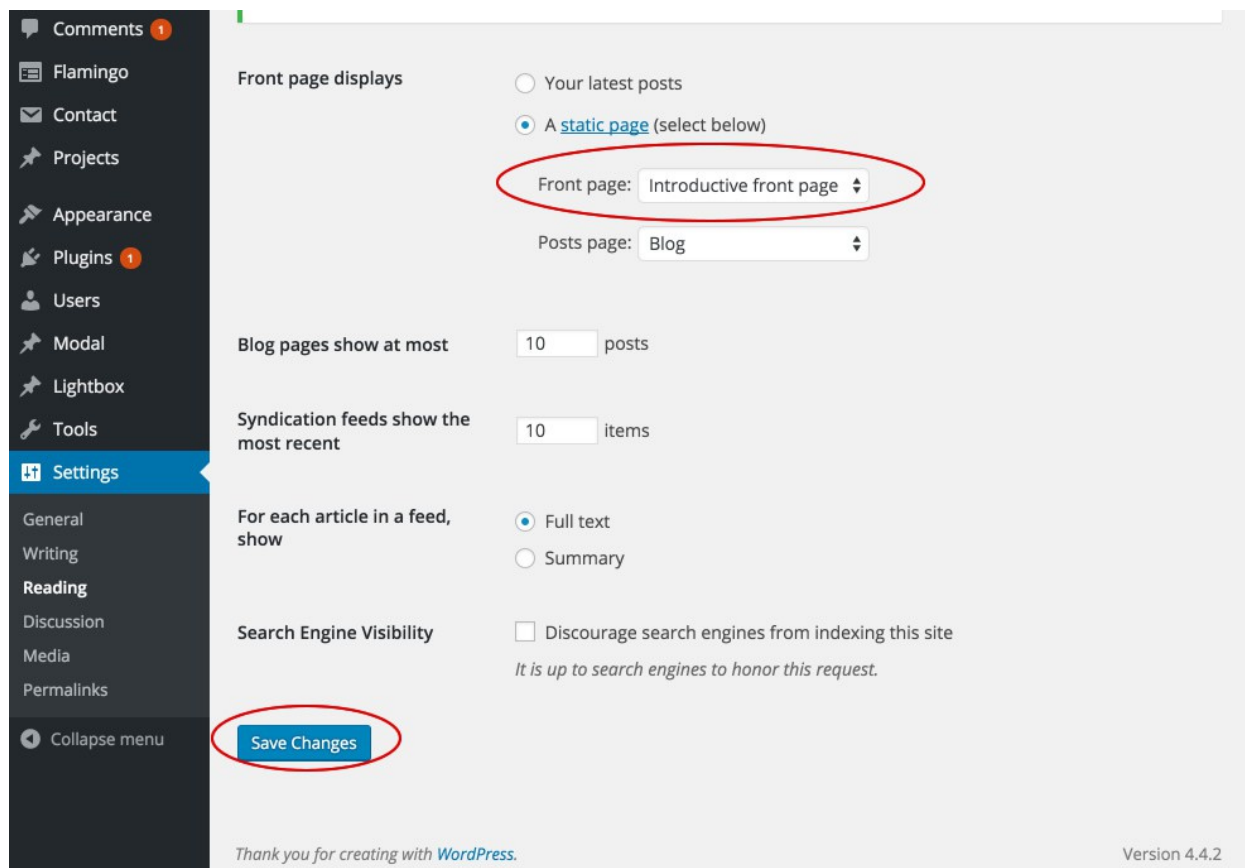 Comments 1
Flamingo
Contact
Projects
Appearance
Plugins 1
Users
Modal
Lightbox
Tools
Settings
General
Writing
Reading
Discussion
Media
Permalinks
Collapse menu
Front page displays
Your latest posts
A static page (select below)
Front page: Introductive front page
Posts page: Blog
Blog pages show at most 10 posts
Syndication feeds show the
most recent
10 items
For each article in a feed,
show
Full text
Summary
Search Engine Visibility
Discourage search engines from indexing this site
It is up to search engines to honor this request.
Save Changes
Thank you for creating with WordPress.
Version 4.4.2